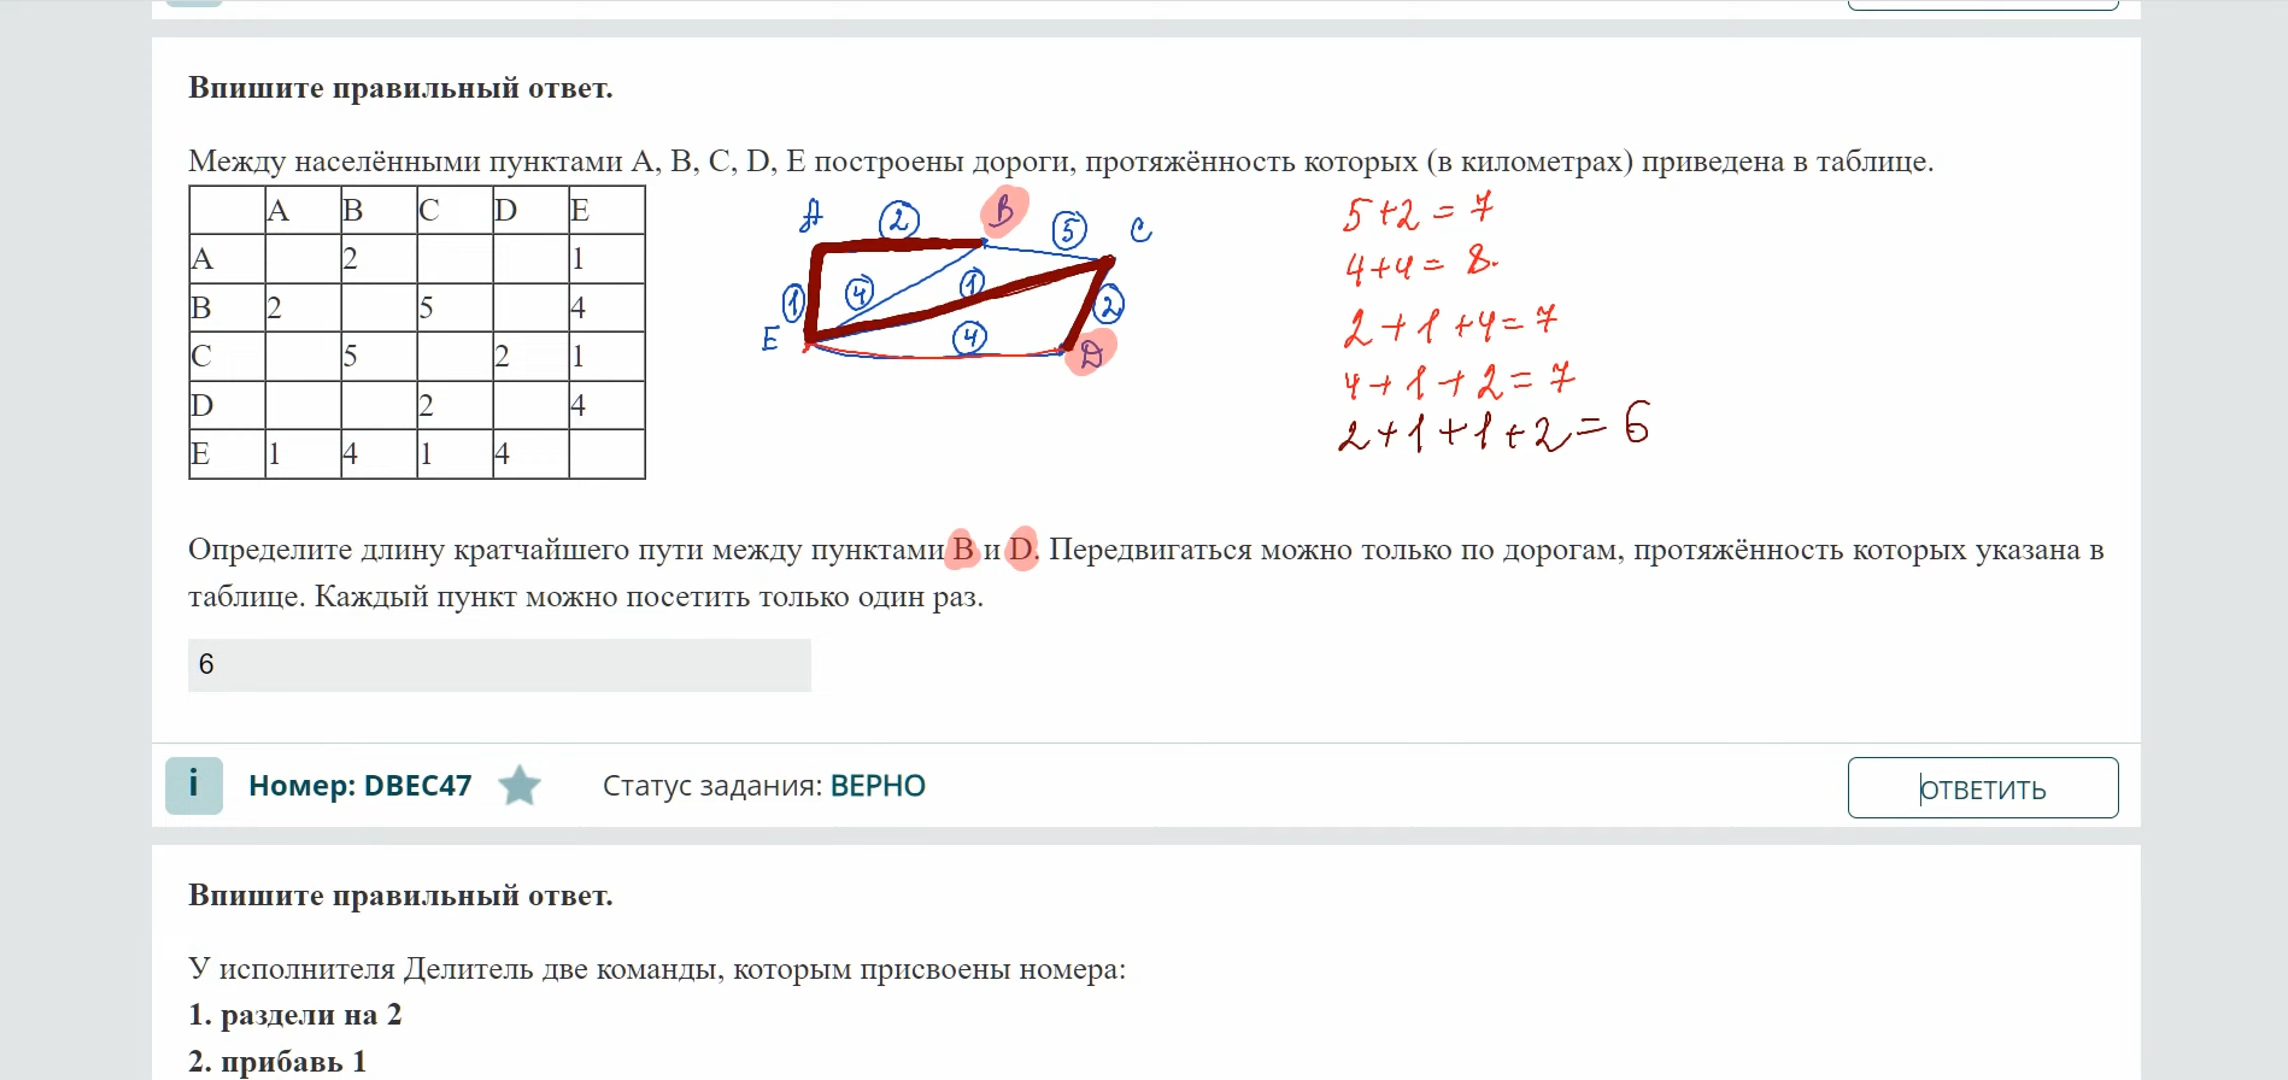 Впишите правильный ответ.
Между населёнными пунктами A, B, C, D, E построены дороги, протяжённость которых (в километрах) приведена в таблице.
A B C D E
A 2 1
B 2 5 4
C 5 2 1
D 2 4
E 1 4 1 4
A 2 B 5 C
1 4 1 2
E 4 D
5+2=7
4+4=8.
2+1+4=7
4+1+2=7
2+1+1+2=6
Определите длину кратчайшего пути между пунктами B и D. Передвигаться можно только по дорогам, протяжённость которых указана в
таблице. Каждый пункт можно посетить только один раз.
6
i Номер: DBEC47 Статус задания: ВЕРНО ОТВЕТИТЬ
Впишите правильный ответ.
У исполнителя Делитель две команды, которым присвоены номера:
1. раздели на 2
2. прибавь 1